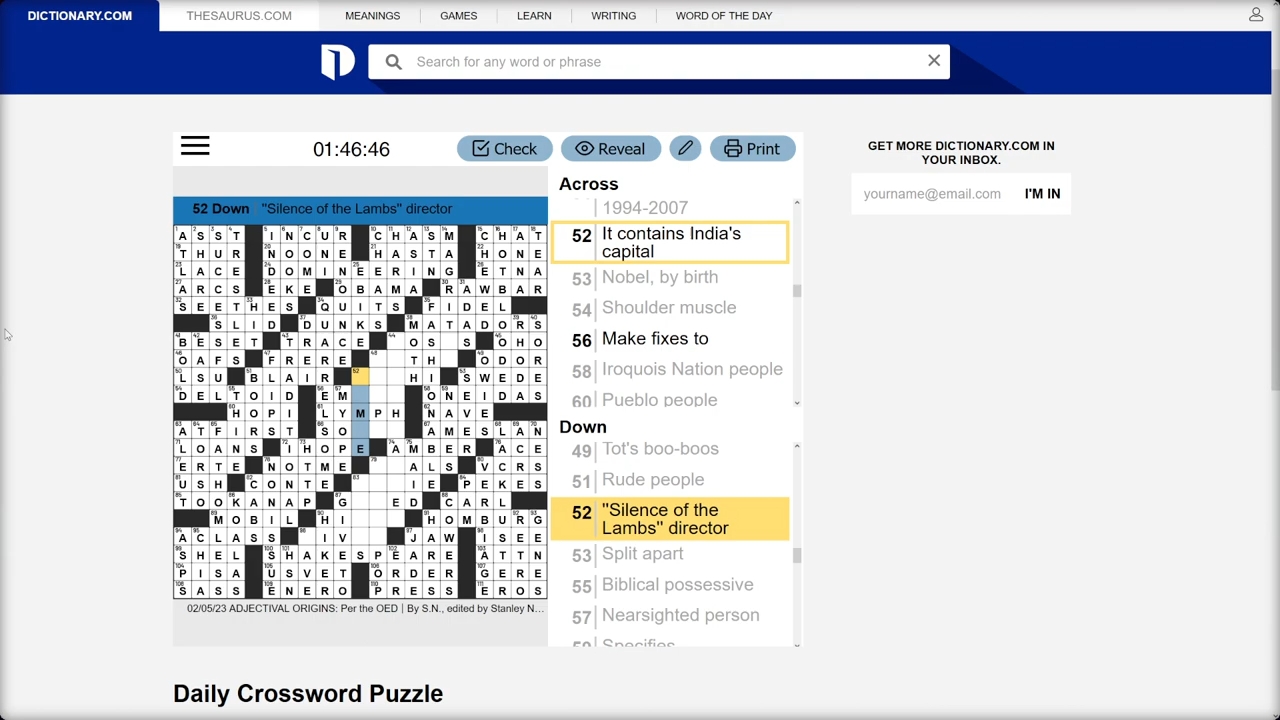 DICTIONARY.COM
THESAURUS.COM
MEANINGS
GAMES
LEARN
WRITING
WORD OF THE DAY
Search for any word or phrase
01:46:46
Check
Reveal
Print
GET MORE DICTIONARY.COM IN
YOUR INBOX.
yourname@email.com
I'M IN
52 Down "Silence of the Lambs" director
Across
1994-2007
52 It contains India's
capital
53 Nobel, by birth
54 Shoulder muscle
56 Make fixes to
58 Iroquois Nation people
60 Pueblo people
Down
49 Tot's boo-boos
51 Rude people
52 "Silence of the
Lambs" director
53 Split apart
55 Biblical possessive
57 Nearsighted person
59 Specifies
A S S T I N C U R C H A S M C H A T
T H U R N O O N E H A S T A H O N E
L A C E D O M I N E E R I N G E T N A
A R C S E K E O B A M A R A W B A R
S E E T H E S Q U I T S F I D E L
S L I D D U N K S M A T A D O R S
B E S E T T R A C E O S S O H O
O A F S F R E R E T H O D O R
L S U B L A I R H I S W E D E
D E L T O I D E M O N E I D A S
H O P I L Y M P H N A V E
A T F I R S T S O A M E S L A N
L O A N S I H O P E A M B E R A C E
E R T E N O T M E A L S V C R S
U S H C O N T E I E P E K E S
T O O K A N A P G E D C A R L
M O B I L H I H O M B U R G
A C L A S S I V J A W I S E E
S H E L S H A K E S P E A R E A T T N
P I S A U S V E T O R D E R G E R E
S A S S E N E R O P R E S S E R O S
02/05/23 ADJECTIVAL ORIGINS: Per the OED | By S.N., edited by Stanley N...
Daily Crossword Puzzle